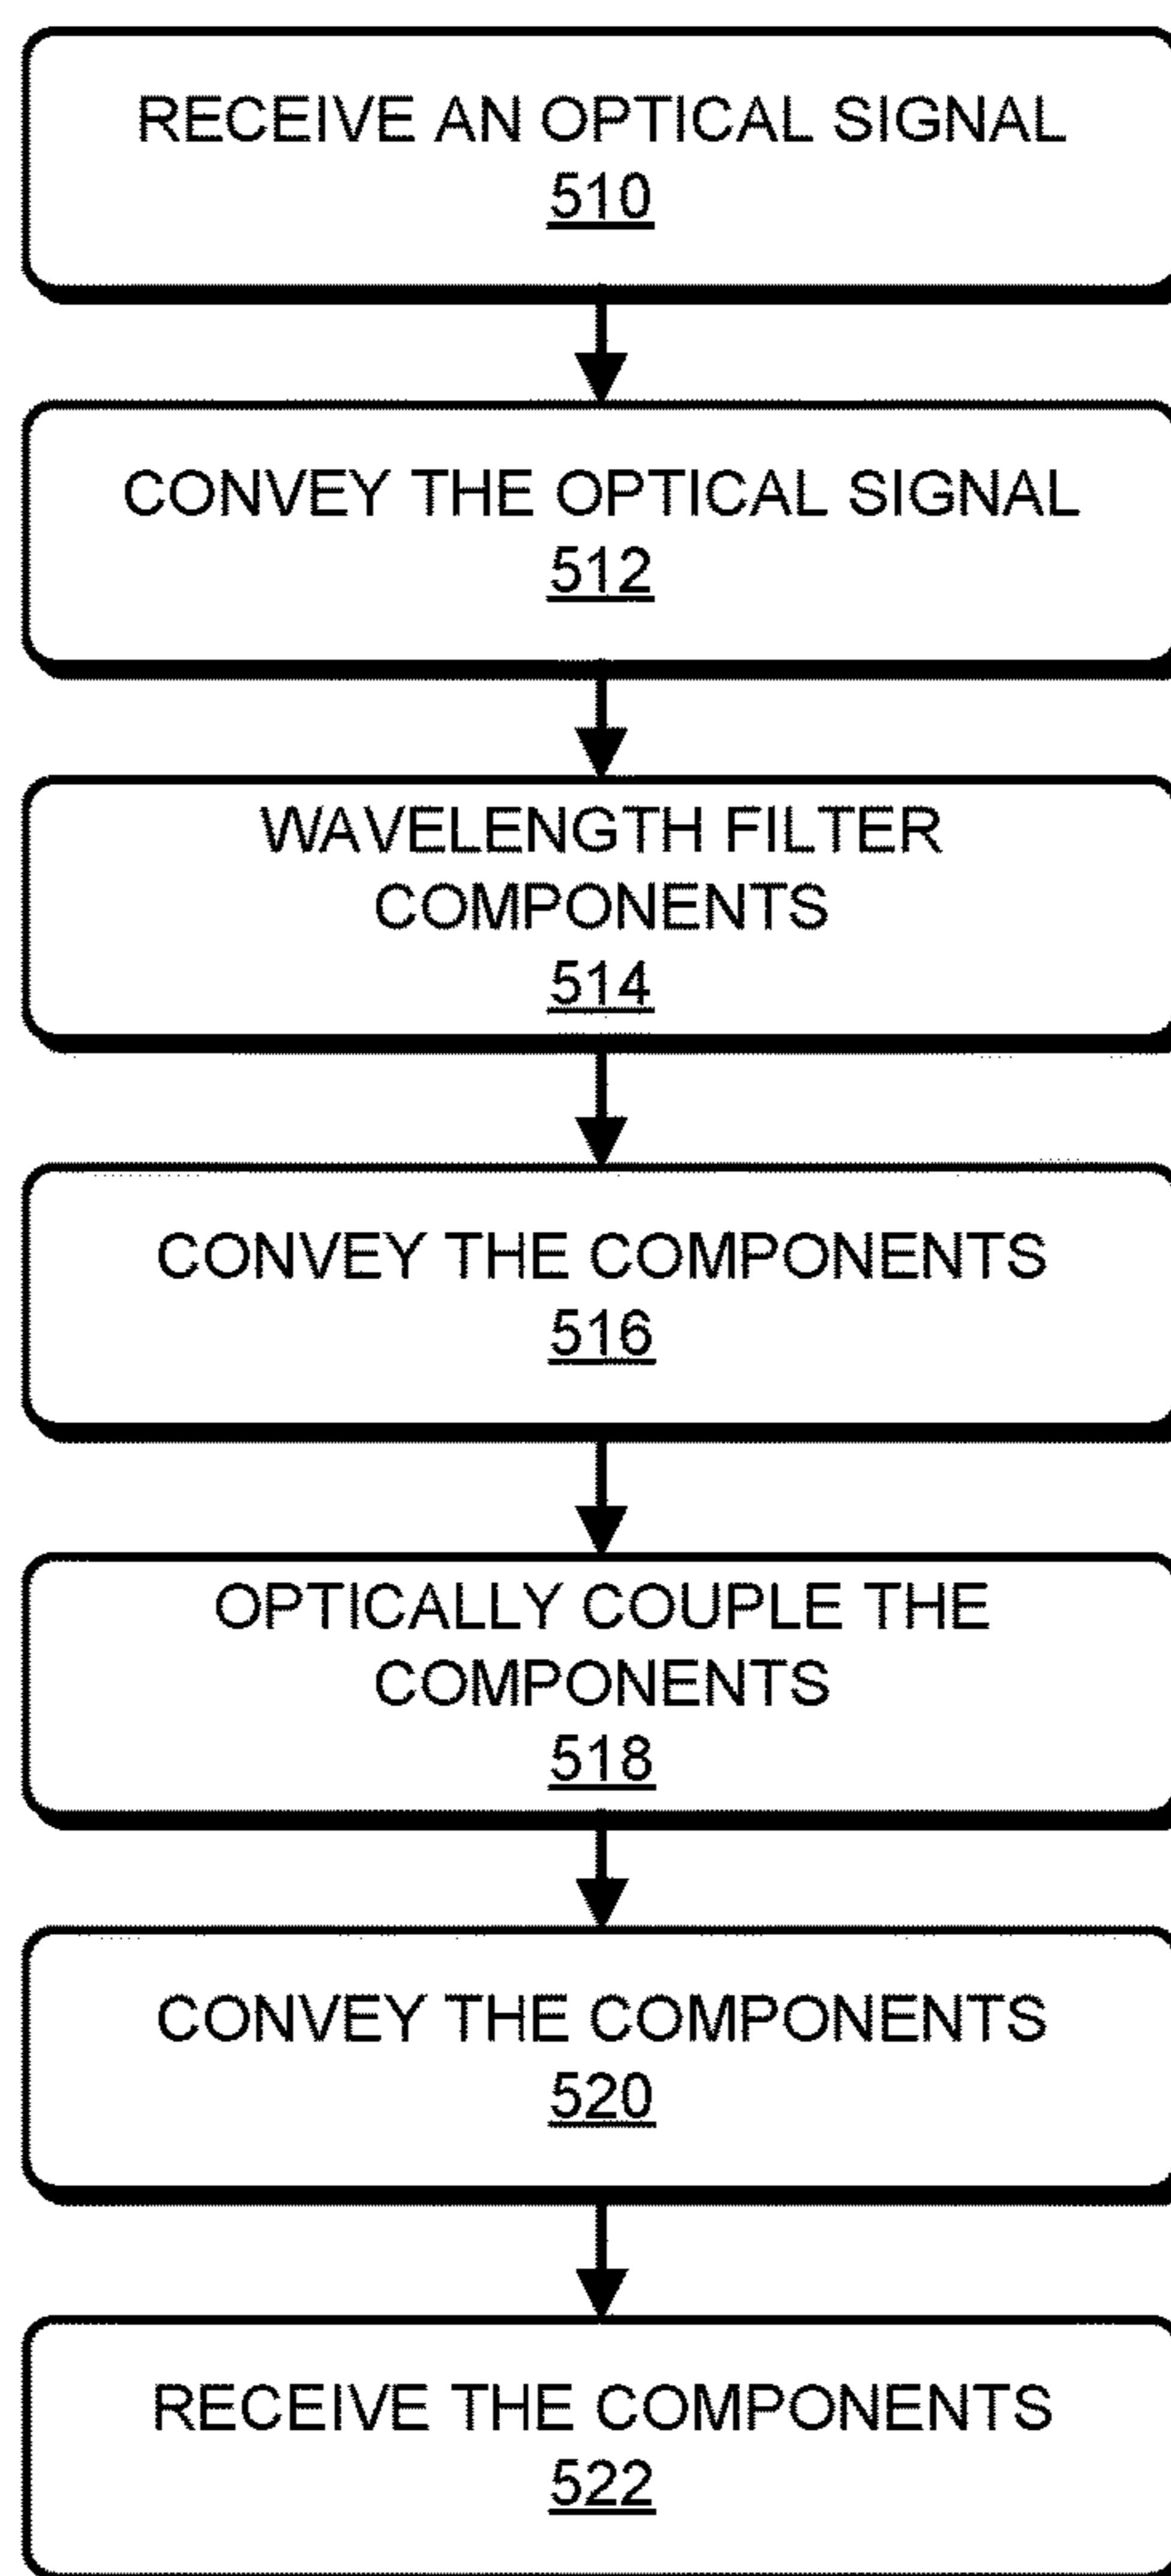 RECEIVE AN OPTICAL SIGNAL
510
CONVEY THE OPTICAL SIGNAL
512
WAVELENGTH FILTER
COMPONENTS
514
CONVEY THE COMPONENTS
516
OPTICALLY COUPLE THE
COMPONENTS
518
CONVEY THE COMPONENTS
520
RECEIVE THE COMPONENTS
522